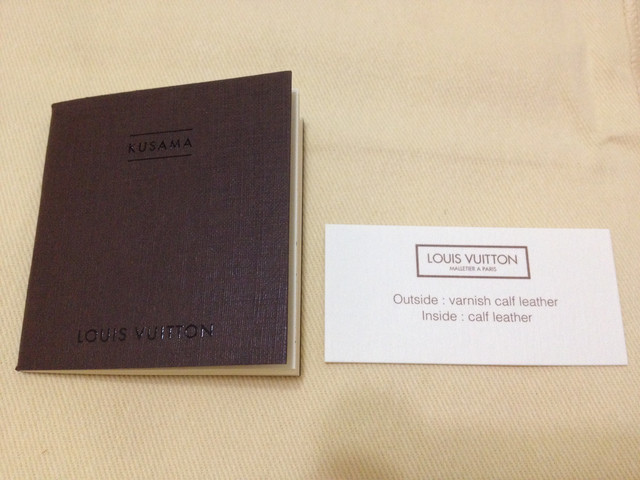 KUSAMA
LOUIS VUITTON
LOUIS VUITTON
MALLETIER A PARIS
Outside : varnish calf leather
Inside : calf leather